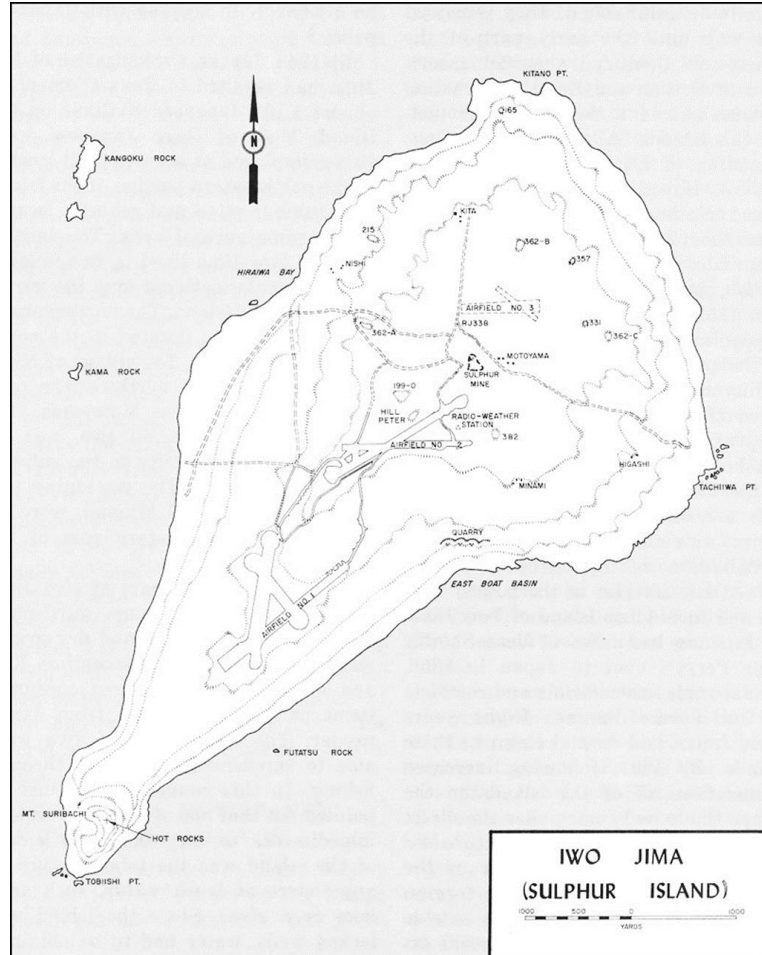 KITANO PT.
165
KANGOKU ROCK
N
KITA
215
362-B
NISHI
357
HIRAIWA BAY
AIRFIELD NO. 3
362-A
RJ338
331
362-C
MOTOYAMA
KAMA ROCK
SULPHUR
MINE
199-O
HILL
PETER
RADIO-WEATHER
STATION
382
AIRFIELD NO. 2
HIGASHI
TACHIIWA PT.
MINAMI
QUARRY
EAST BOAT BASIN
AIRFIELD NO. 1
FUTATSU ROCK
MT. SURIBACHI
HOT ROCKS
TOBIISHI PT.
IWO JIMA
(SULPHUR ISLAND)
1000 500 0 1000
YARDS